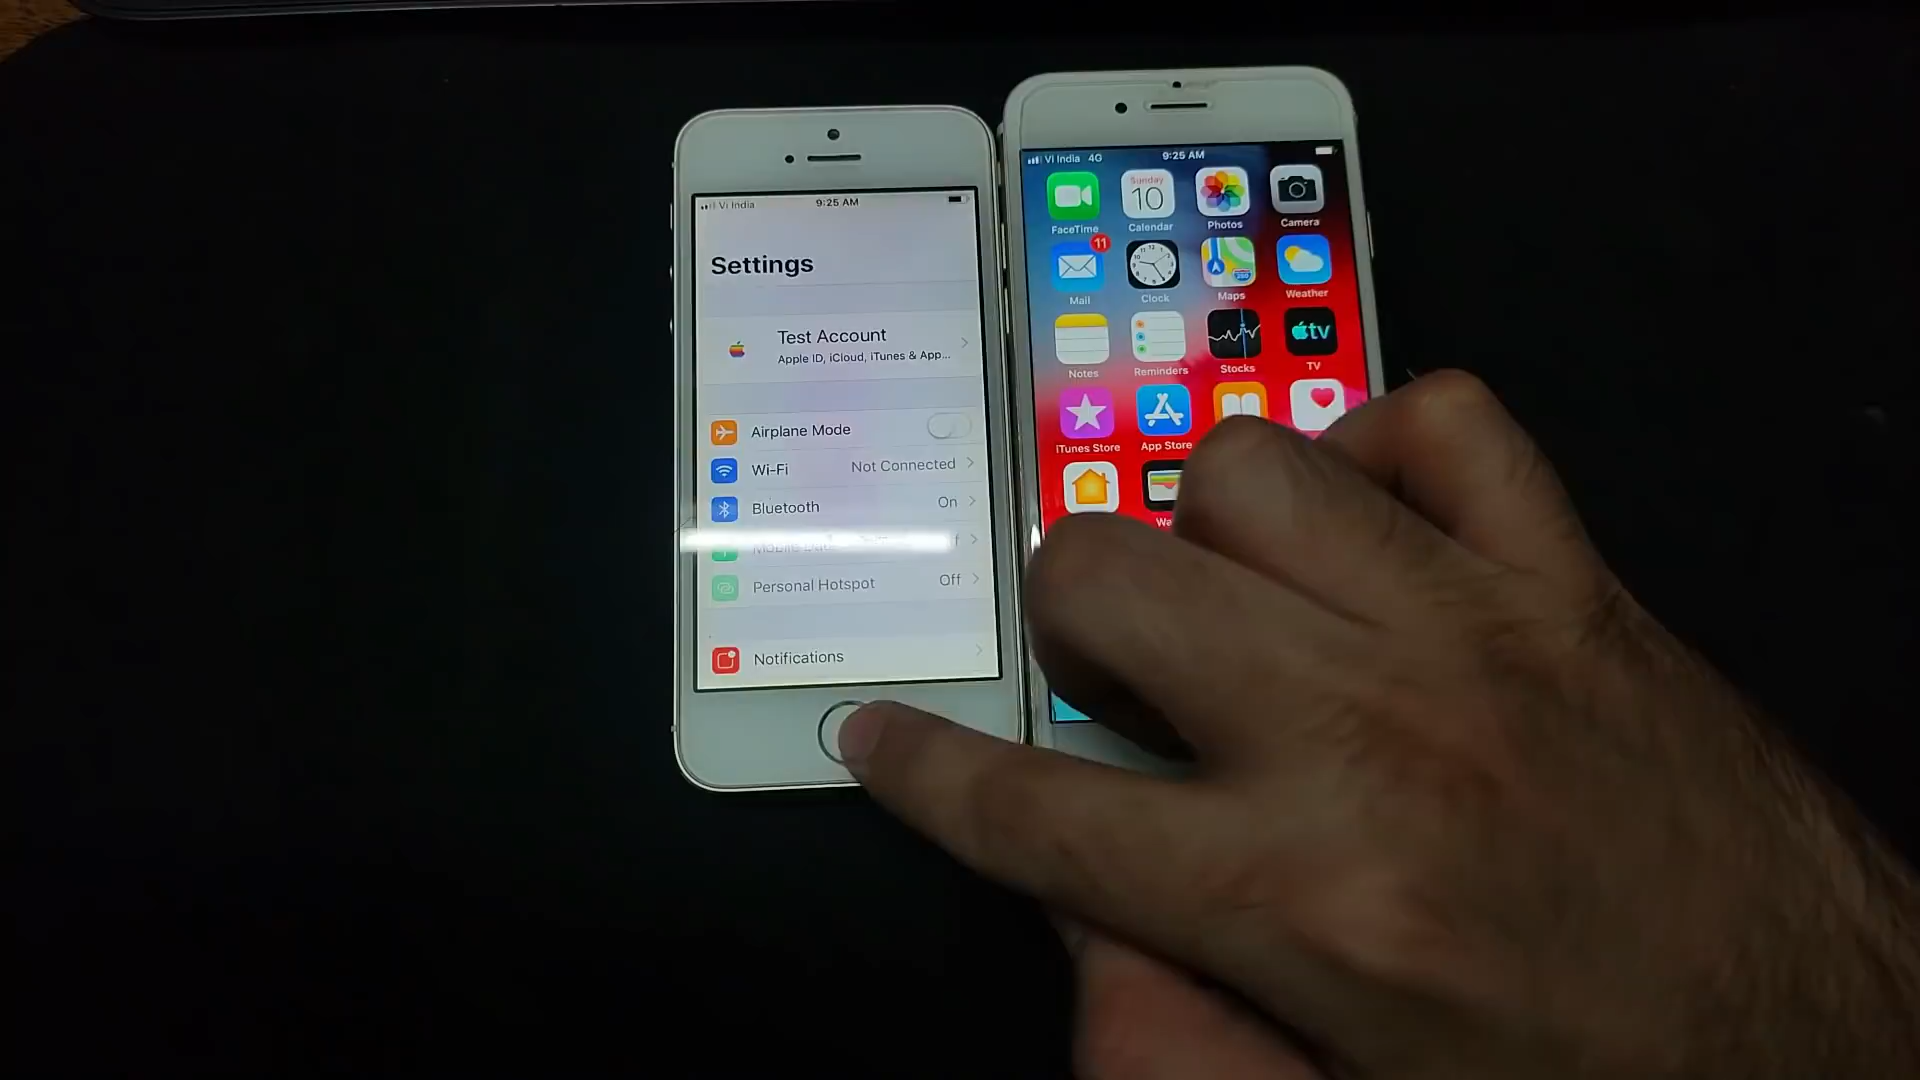 Vi India
9:25 AM
Settings
Test Account
Apple ID, iCloud, iTunes & App...
Airplane Mode
Wi-Fi
Not Connected
Bluetooth
On
Personal Hotspot
Off
Notifications
Vi India 4G
9:25 AM
FaceTime
Sunday
10
Calendar
Photos
Camera
11
Mail
Clock
Maps
Weather
Notes
Reminders
Stocks
tv
TV
iTunes Store
App Store